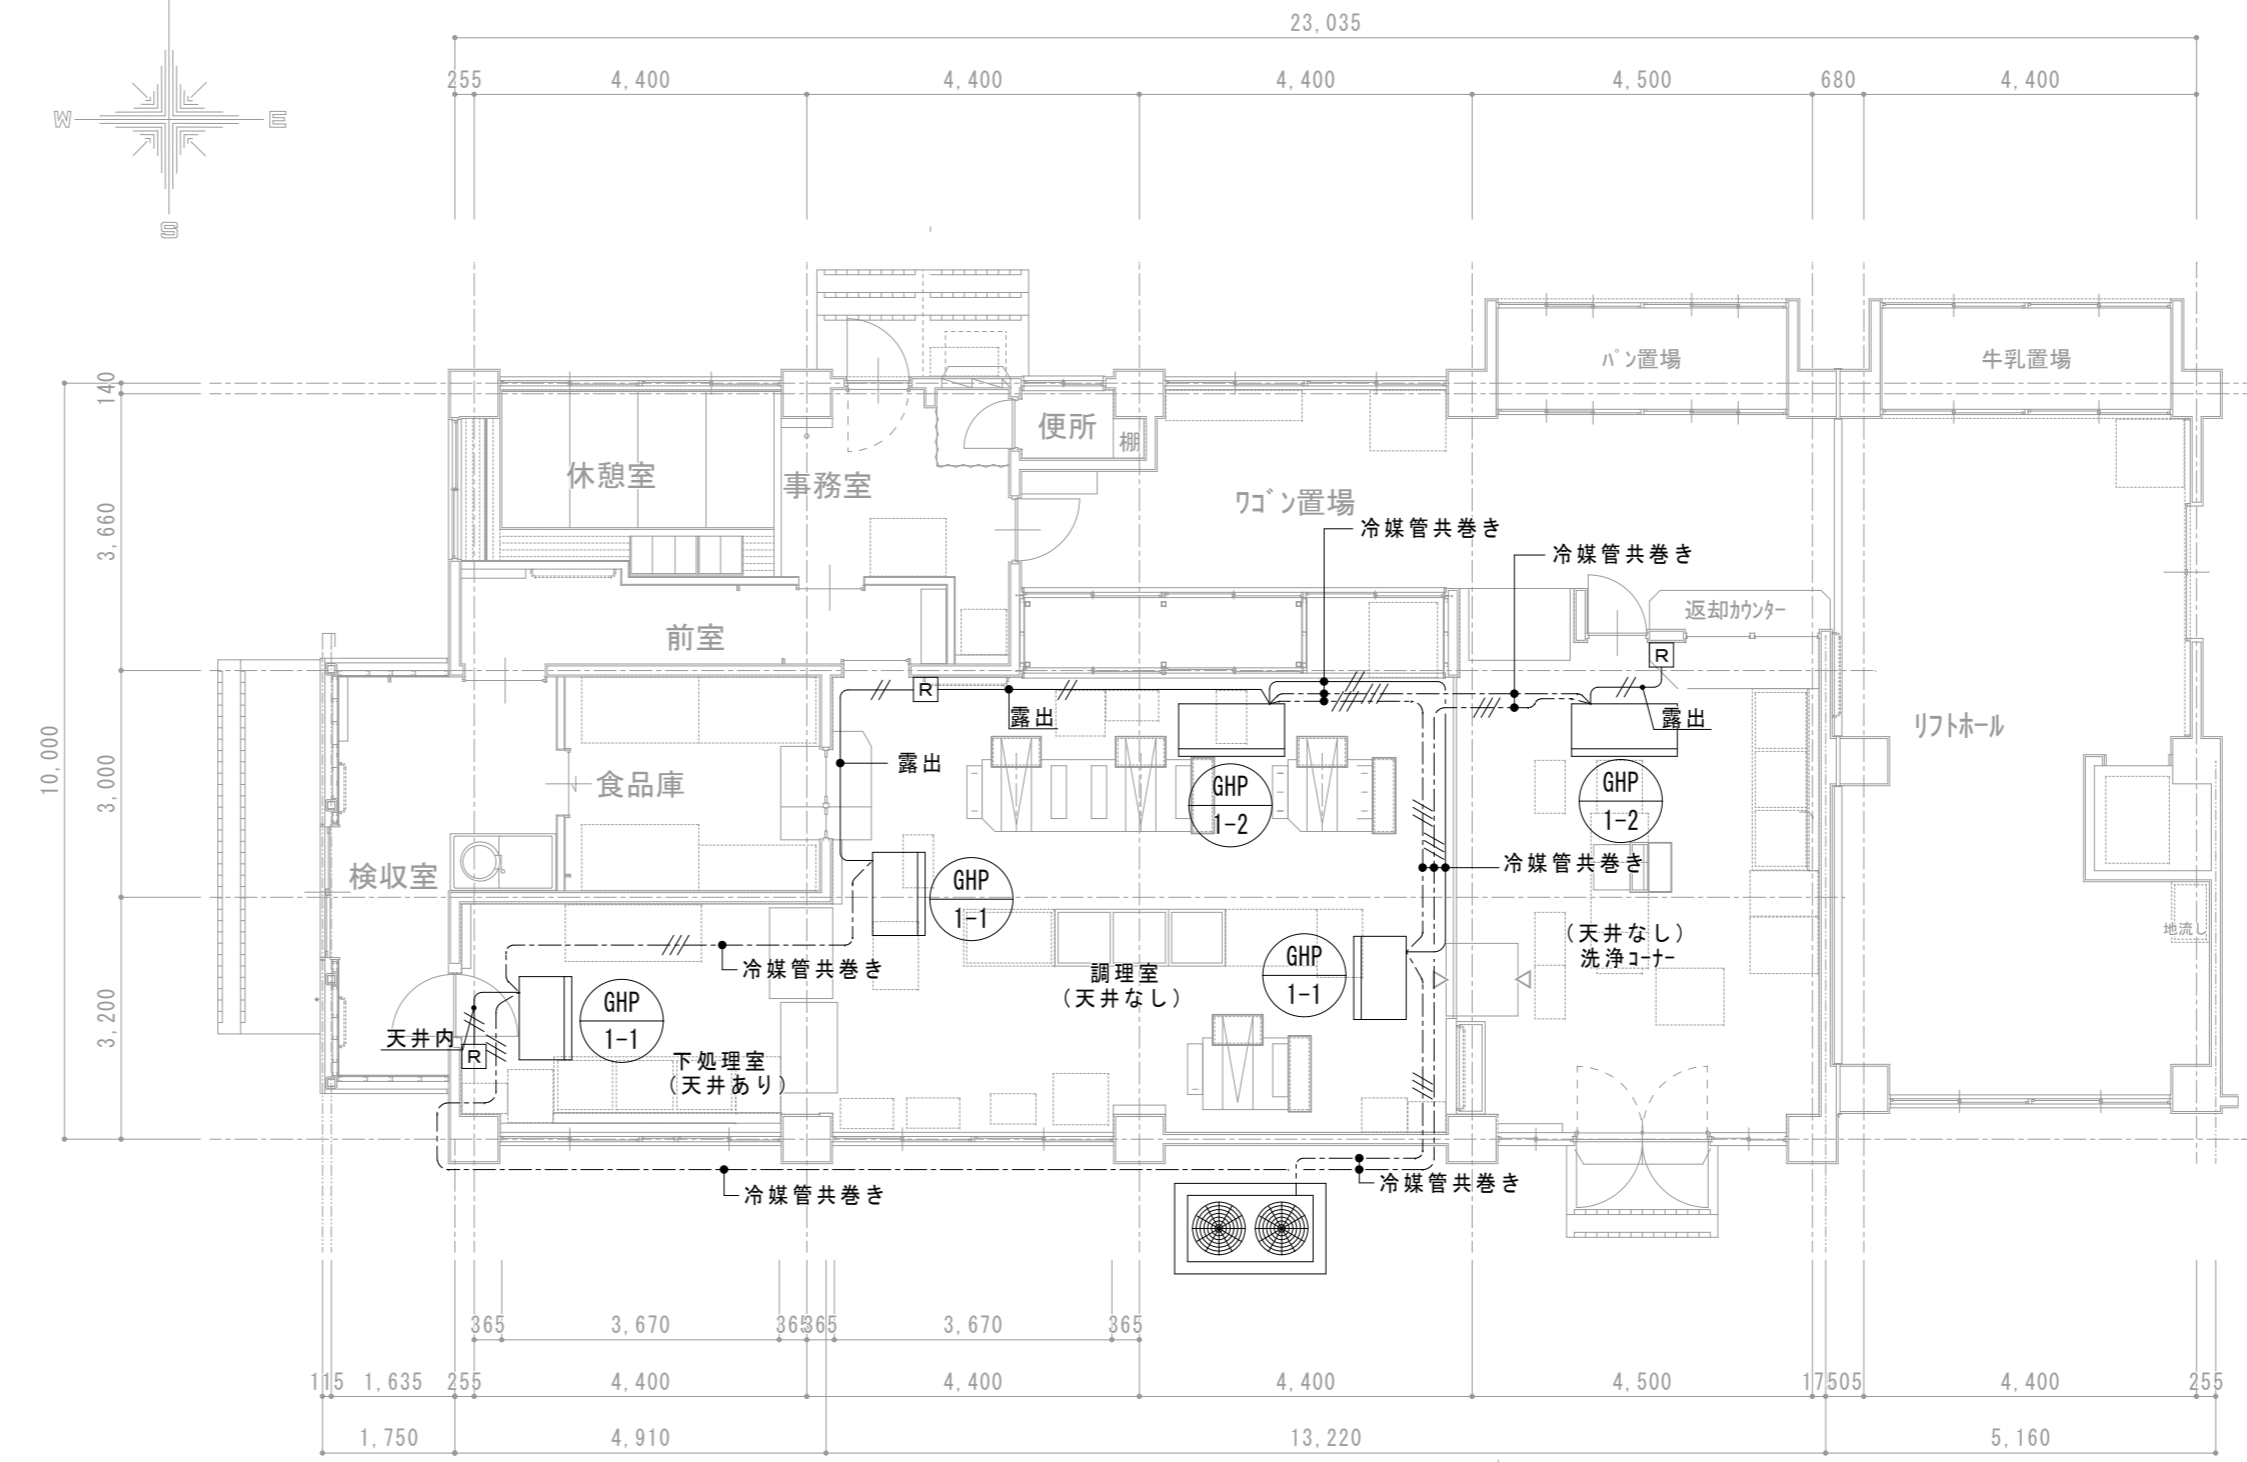 23,035
255
4,400
4,400
4,400
4,500
680
4,400
W
E
S
パン置場
牛乳置場
140
便所
棚
休憩室
事務室
ワゴン置場
3,660
冷媒管共巻き
冷媒管共巻き
返却カウンター
前室
R
R
露出
露出
リフトホール
露出
10,000
3,000
食品庫
GHP
1-2
GHP
1-2
冷媒管共巻き
検収室
GHP
1-1
地流し
(天井なし)
洗浄コーナー
冷媒管共巻き
調理室
(天井なし)
GHP
1-1
3,200
GHP
1-1
天井内
R
下処理室
(天井あり)
冷媒管共巻き
冷媒管共巻き
365
3,670
365
365
3,670
365
115
1,635
255
4,400
4,400
4,400
4,500
17505
4,400
255
1,750
4,910
13,220
5,160